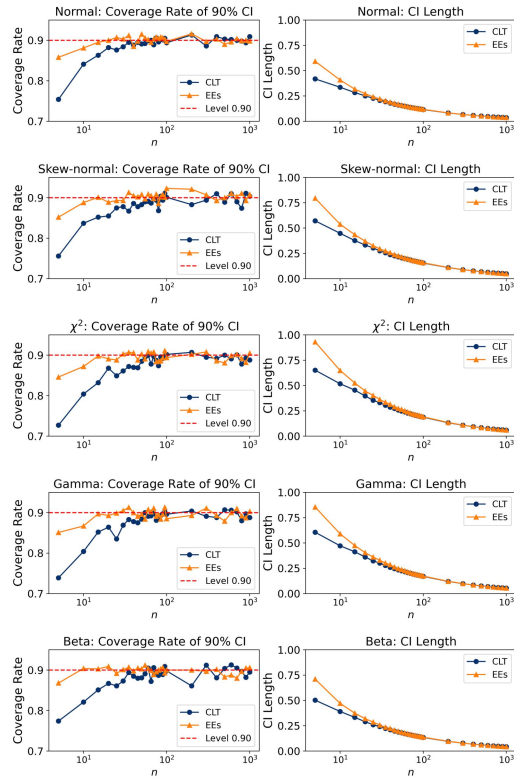 Normal: Coverage Rate of 90% CI
Coverage Rate
0.9
0.8
0.7
CLT
EEs
Level 0.90
10¹
10²
10³
n
Normal: CI Length
CI Length
1.00
0.75
0.50
0.25
0.00
CLT
EEs
10¹
10²
10³
n
Skew-normal: Coverage Rate of 90% CI
Coverage Rate
0.9
0.8
0.7
CLT
EEs
Level 0.90
10¹
10²
10³
n
Skew-normal: CI Length
CI Length
1.00
0.75
0.50
0.25
0.00
CLT
EEs
10¹
10²
10³
n
χ²: Coverage Rate of 90% CI
Coverage Rate
0.9
0.8
0.7
CLT
EEs
Level 0.90
10¹
10²
10³
n
χ²: CI Length
CI Length
1.00
0.75
0.50
0.25
0.00
CLT
EEs
10¹
10²
10³
n
Gamma: Coverage Rate of 90% CI
Coverage Rate
0.9
0.8
0.7
CLT
EEs
Level 0.90
10¹
10²
10³
n
Gamma: CI Length
CI Length
1.00
0.75
0.50
0.25
0.00
CLT
EEs
10¹
10²
10³
n
Beta: Coverage Rate of 90% CI
Coverage Rate
0.9
0.8
0.7
CLT
EEs
Level 0.90
10¹
10²
10³
n
Beta: CI Length
CI Length
1.00
0.75
0.50
0.25
0.00
CLT
EEs
10¹
10²
10³
n